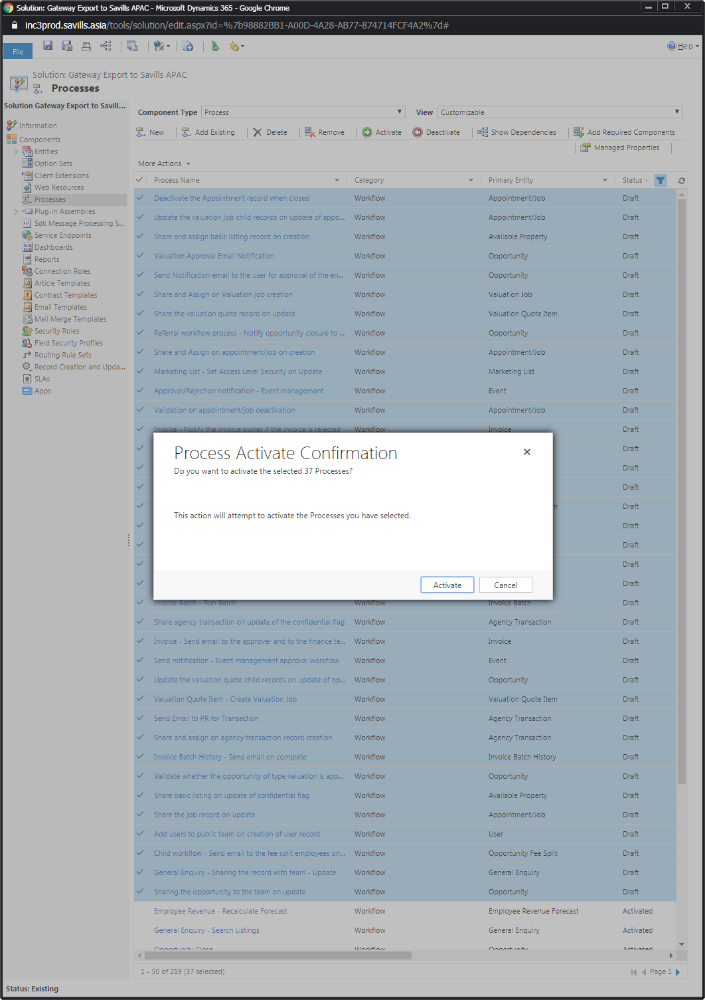 Solution: Gateway Export to Savills APAC - Microsoft Dynamics 365 - Google Chrome
inc3prod.savills.asia/tools/solution/edit.aspx?id=%7b98882BB1-A00D-4A28-AB77-874714FCF4A2%7d#
File
Help
Solution: Gateway Export to Savills APAC
Processes
Solution Gateway Export to Savill...
Information
Components
Entities
Option Sets
Client Extensions
Web Resources
Processes
Plug-in Assemblies
Sdk Message Processing S...
Service Endpoints
Dashboards
Reports
Connection Roles
Article Templates
Contract Templates
Email Templates
Mail Merge Templates
Security Roles
Field Security Profiles
Routing Rule Sets
Record Creation and Upda...
SLAs
Apps
Component Type Process View Customizable
New Add Existing Delete Remove Activate Deactivate Show Dependencies Add Required Components
Managed Properties
More Actions
Process Name Category Primary Entity Status
Deactivate the Appointment record when closed Workflow Appointment/Job Draft
Update the valuation job child records on update of appo... Workflow Appointment/Job Draft
Share and assign basic listing record on creation Workflow Available Property Draft
Valuation Approval Email Notification Workflow Opportunity Draft
Send Notification email to the user for approval of the en... Workflow Opportunity Draft
Share and Assign on Valuation job creation Workflow Valuation Job Draft
Share the valuation quote record on update Workflow Valuation Quote Item Draft
Referral workflow process - Notify opportunity closure to ... Workflow Opportunity Draft
Share and Assign on appointment/job on creation Workflow Appointment/Job Draft
Marketing List - Set Access Level Security on Update Workflow Marketing List Draft
Approval/Rejection notification - Event management Workflow Event Draft
Validation on appointment/job deactivation Workflow Appointment/Job Draft
Invoice - Notify the invoice owner if the invoice is rejected Workflow Invoice Draft
Draft
Draft
Draft
Draft
Draft
Draft
Draft
Draft
Process Activate Confirmation
Do you want to activate the selected 37 Processes?
This action will attempt to activate the Processes you have selected.
Activate Cancel
Invoice Batch - Run Batch Workflow Invoice Batch Draft
Share agency transaction on update of the confidential flag Workflow Agency Transaction Draft
Invoice - Send email to the approver and to the finance te... Workflow Invoice Draft
Send notification - Event management approval workflow Workflow Event Draft
Update the valuation quote child records on update of op... Workflow Opportunity Draft
Valuation Quote Item - Create Valuation Job Workflow Valuation Quote Item Draft
Send Email to PR for Transaction Workflow Agency Transaction Draft
Share and assign on agency transaction record creation Workflow Agency Transaction Draft
Invoice Batch History - Send email on complete Workflow Invoice Batch History Draft
Validate whether the opportunity of type valuation is app... Workflow Opportunity Draft
Share basic listing on update of confidential flag Workflow Available Property Draft
Share the job record on update Workflow Appointment/Job Draft
Add users to public team on creation of user record Workflow User Draft
Child workflow - Send email to the fee split employees on... Workflow Opportunity Fee Split Draft
General Enquiry - Sharing the record with team - Update Workflow General Enquiry Draft
Sharing the opportunity to the team on update Workflow Opportunity Draft
Employee Revenue - Recalculate Forecast Workflow Employee Revenue Forecast Activated
General Enquiry - Search Listings Workflow General Enquiry Activated
Opportunity Close Workflow Opportunity Activated
1 - 50 of 219 (37 selected) Page 1
Status: Existing